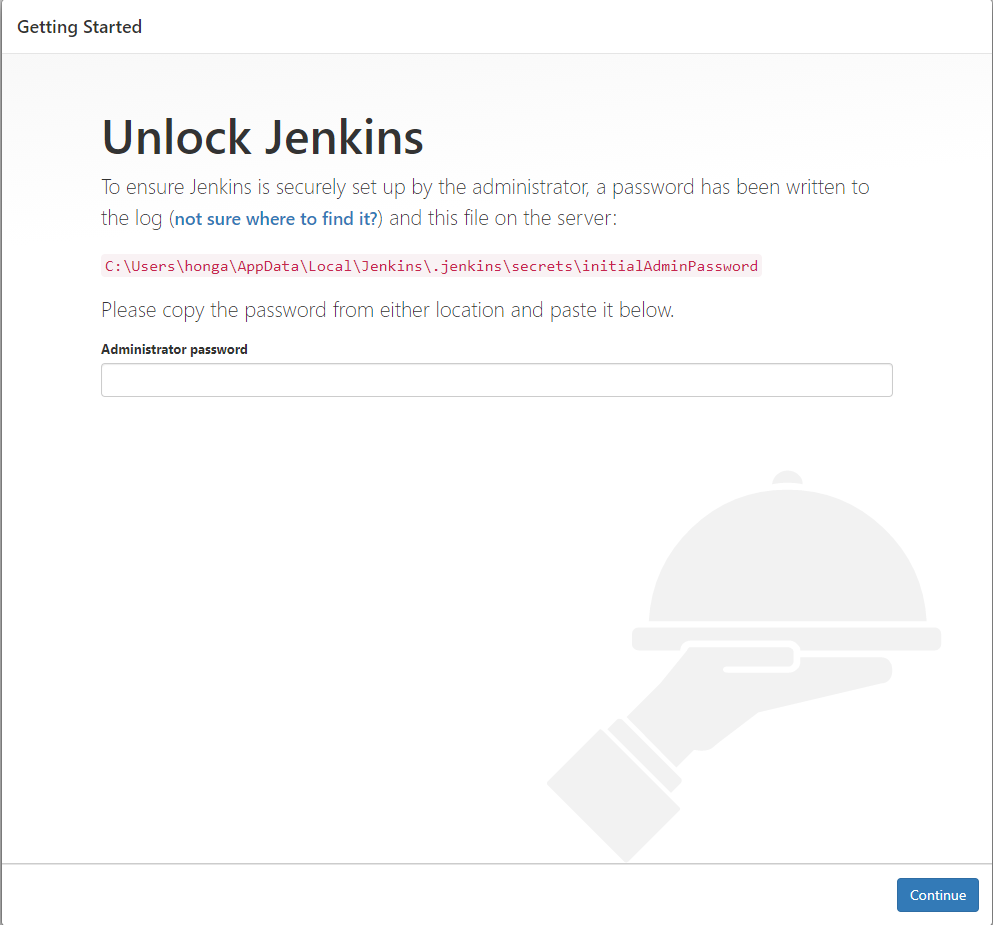 Getting Started
Unlock Jenkins
To ensure Jenkins is securely set up by the administrator, a password has been written to
the log (not sure where to find it?) and this file on the server:
C:\Users\honga\AppData\Local\Jenkins\.jenkins\secrets\initialAdminPassword
Please copy the password from either location and paste it below.
Administrator password
Continue